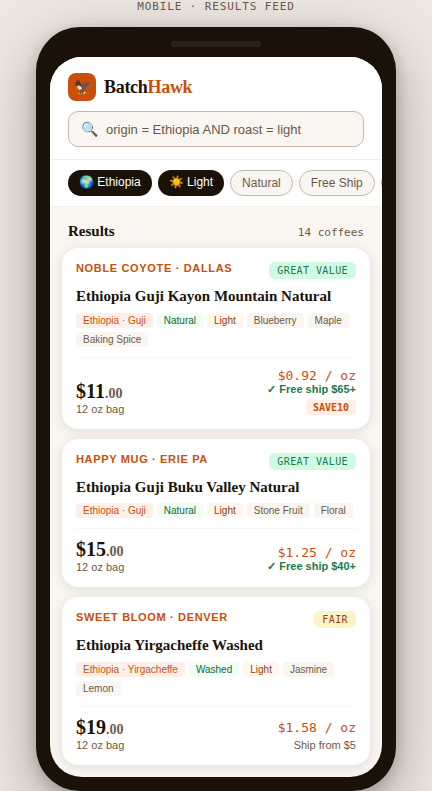 MOBILE · RESULTS FEED
BatchHawk
origin = Ethiopia AND roast = light
Ethiopia Light Natural Free Ship
Results 14 coffees
NOBLE COYOTE · DALLAS GREAT VALUE
Ethiopia Guji Kayon Mountain Natural
Ethiopia · Guji Natural Light Blueberry Maple
Baking Spice
$0.92 / oz
$11.00 ✓ Free ship $65+
12 oz bag SAVE10
HAPPY MUG · ERIE PA GREAT VALUE
Ethiopia Guji Buku Valley Natural
Ethiopia · Guji Natural Light Stone Fruit Floral
$15.00 $1.25 / oz
12 oz bag ✓ Free ship $40+
SWEET BLOOM · DENVER FAIR
Ethiopia Yirgacheffe Washed
Ethiopia · Yirgacheffe Washed Light Jasmine
Lemon
$19.00 $1.58 / oz
12 oz bag Ship from $5